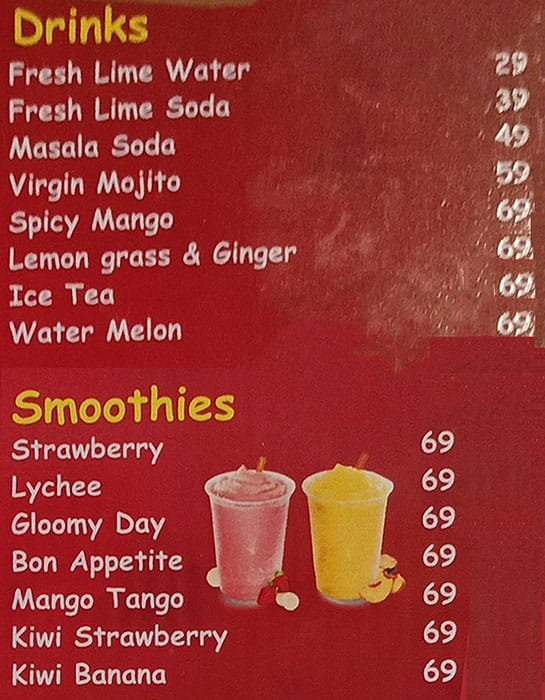 Drinks
Fresh Lime Water 29
Fresh Lime Soda 39
Masala Soda 49
Virgin Mojito 59
Spicy Mango 69
Lemon grass & Ginger 69
Ice Tea 69
Water Melon 69
Smoothies
Strawberry 69
Lychee 69
Gloomy Day 69
Bon Appetite 69
Mango Tango 69
Kiwi Strawberry 69
Kiwi Banana 69